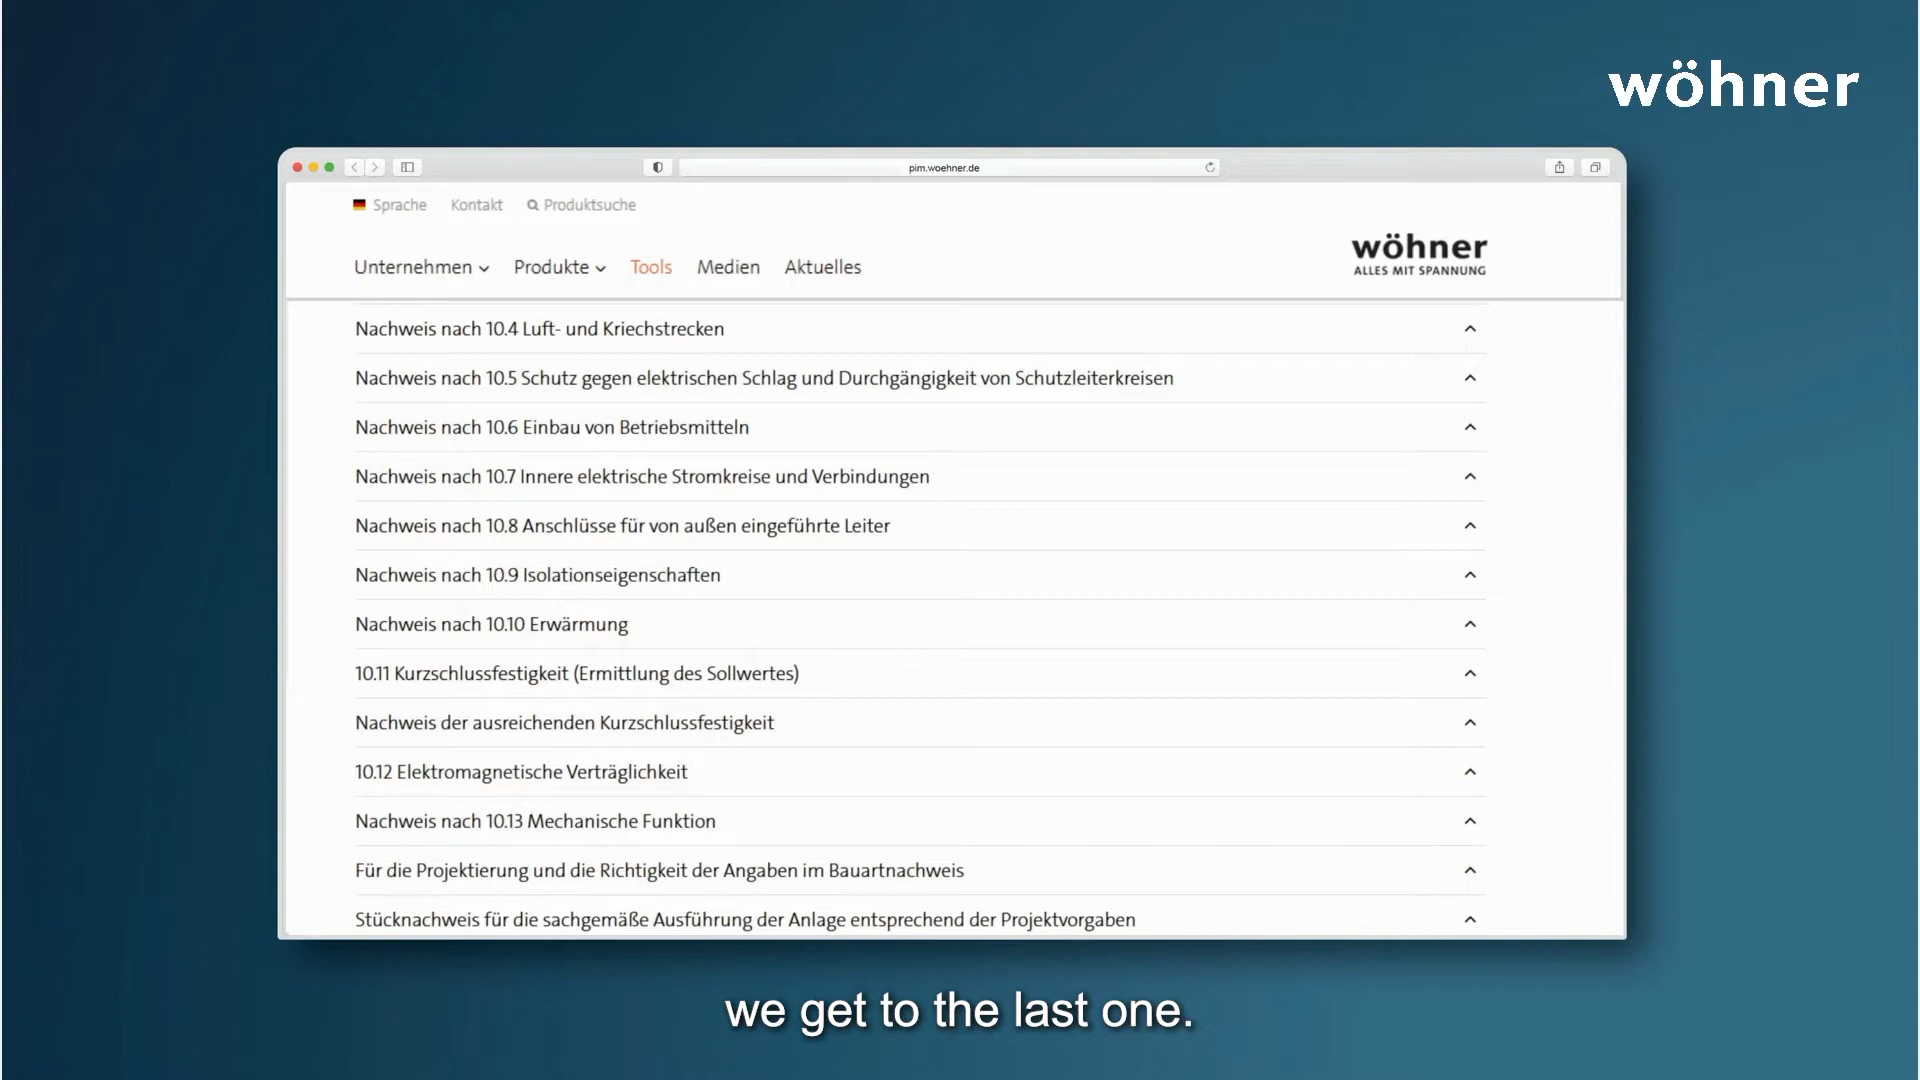 wöhner
pim.woehner.de
Sprache Kontakt Produktsuche
wöhner
ALLES MIT SPANNUNG
Unternehmen Produkte Tools Medien Aktuelles
Nachweis nach 10.4 Luft- und Kriechstrecken
Nachweis nach 10.5 Schutz gegen elektrischen Schlag und Durchgängigkeit von Schutzleiterkreisen
Nachweis nach 10.6 Einbau von Betriebsmitteln
Nachweis nach 10.7 Innere elektrische Stromkreise und Verbindungen
Nachweis nach 10.8 Anschlüsse für von außen eingeführte Leiter
Nachweis nach 10.9 Isolationseigenschaften
Nachweis nach 10.10 Erwärmung
10.11 Kurzschlussfestigkeit (Ermittlung des Sollwertes)
Nachweis der ausreichenden Kurzschlussfestigkeit
10.12 Elektromagnetische Verträglichkeit
Nachweis nach 10.13 Mechanische Funktion
Für die Projektierung und die Richtigkeit der Angaben im Bauartnachweis
Stücknachweis für die sachgemäße Ausführung der Anlage entsprechend der Projektvorgaben
we get to the last one.